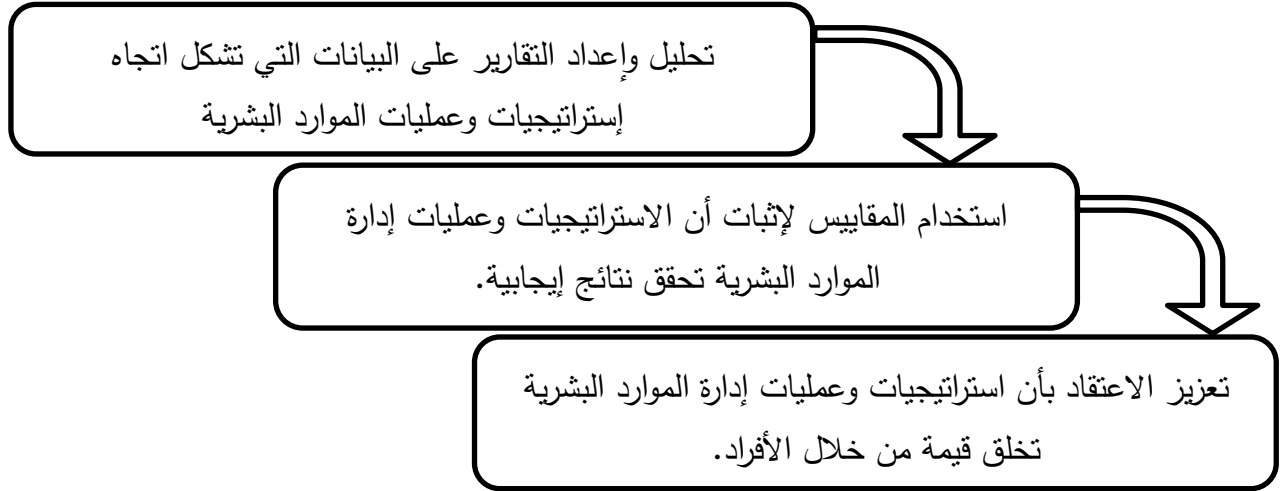 تحليل وإعداد التقارير على البيانات التي تشكل اتجاه
إستراتيجيات وعمليات الموارد البشرية
استخدام المقاييس لإثبات أن الاستراتيجيات وعمليات إدارة
الموارد البشرية تحقق نتائج إيجابية.
تعزيز الاعتقاد بأن استراتيجيات وعمليات إدارة الموارد البشرية
تخلق قيمة من خلال الأفراد.